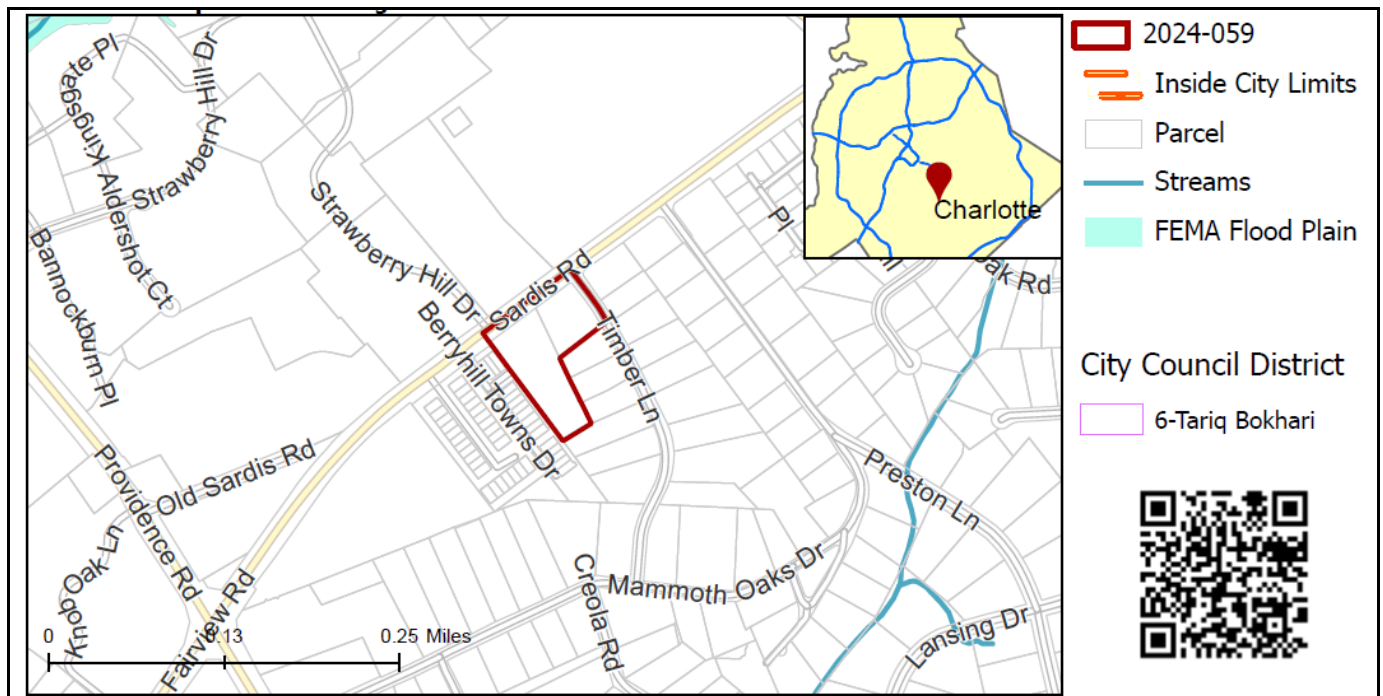 Kingsgate Pl
Strawberry Hill Dr
Aldershot Ct
Bannockburn Pl
Strawberry Hill Dr
Sardis Rd
Berryhill Towns Dr
Timber Ln
Pl
Oak Rd
Old Sardis Rd
Providence Rd
Knob Oak Ln
Fairview Rd
Preston Ln
Mammoth Oaks Dr
Creola Rd
Lansing Dr
0
0.13
0.25 Miles
Charlotte
2024-059
Inside City Limits
Parcel
Streams
FEMA Flood Plain
City Council District
6-Tariq Bokhari